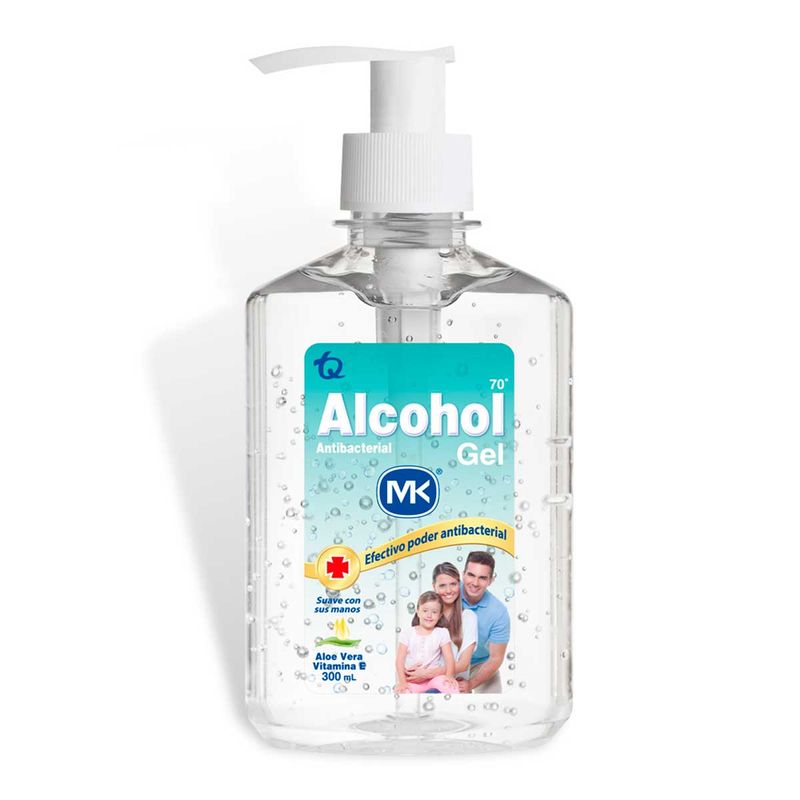 TQ
70°
Alcohol
Antibacterial
Gel
MK®
Efectivo poder antibacterial
Suave con
sus manos
Aloe Vera
Vitamina E
300 mL